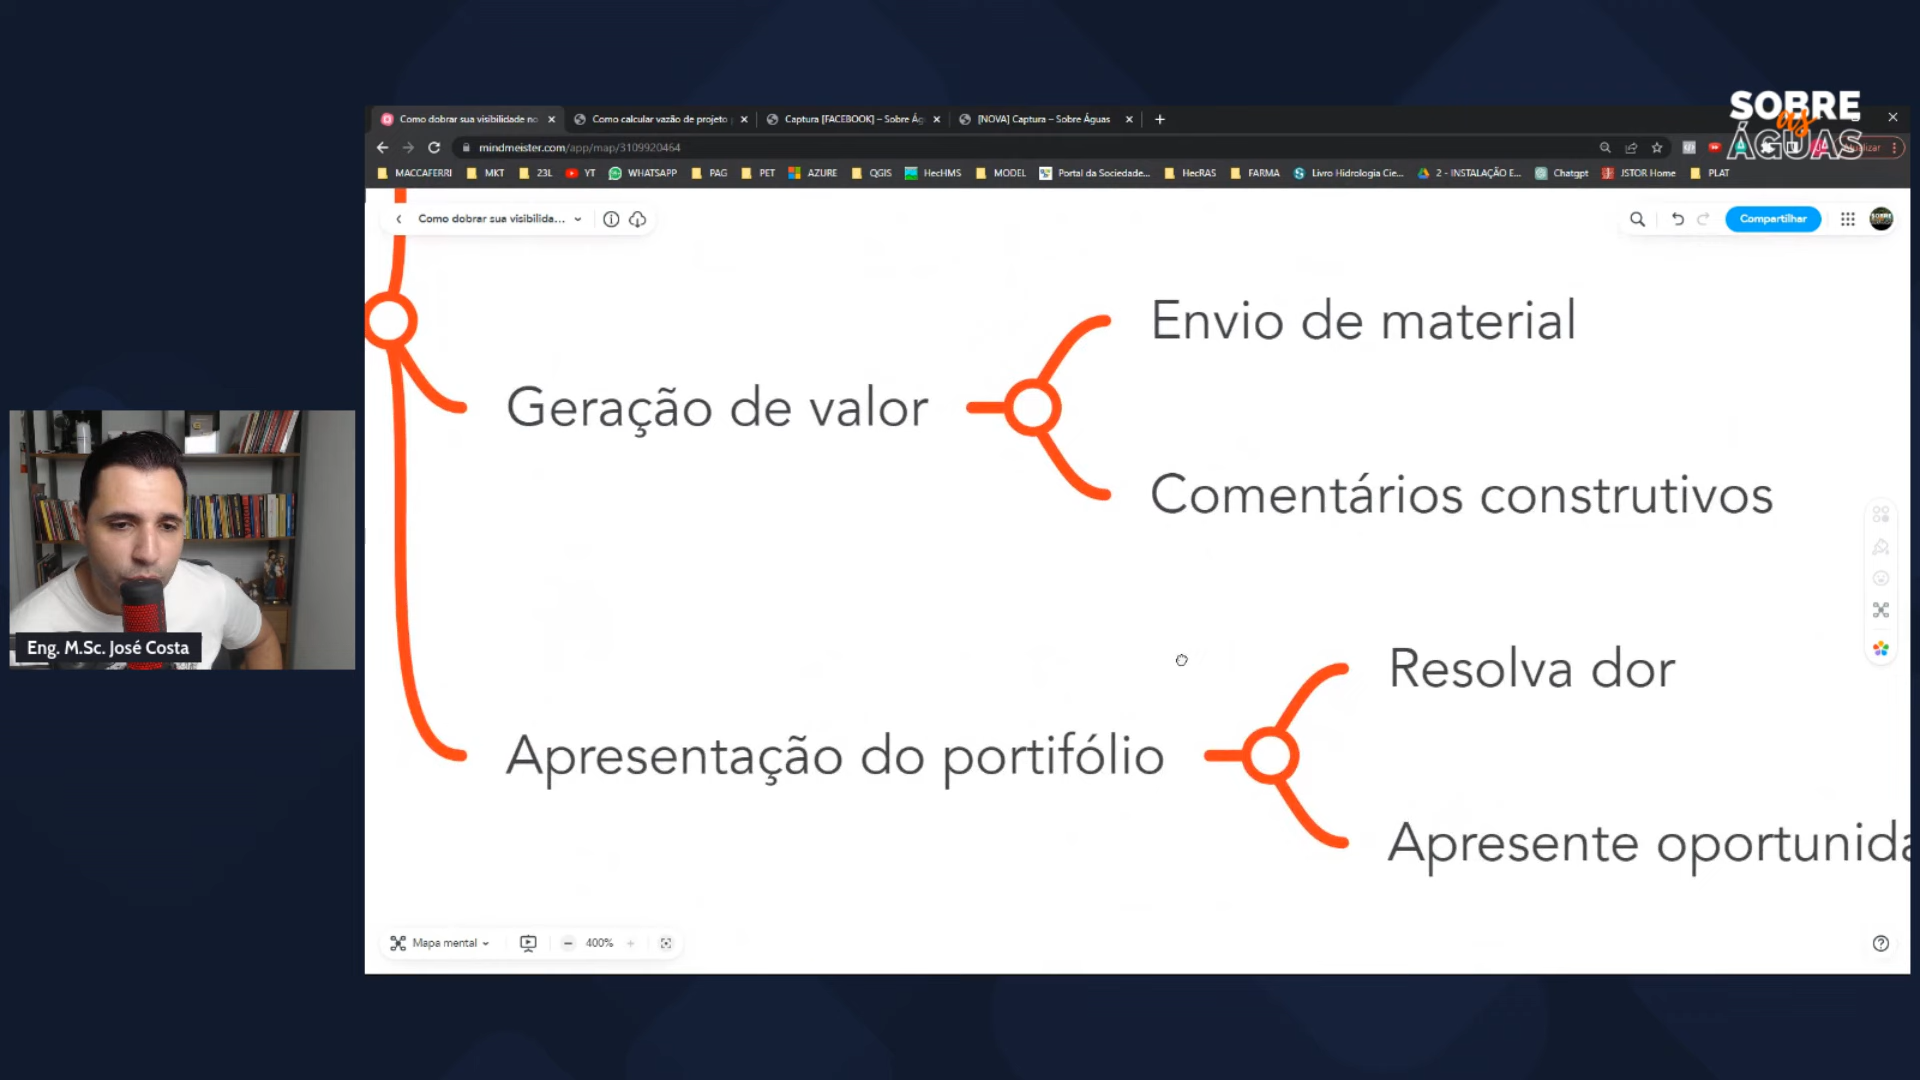 SOBRE
as
ÁGUAS
Como dobrar sua visibilidade no
Como calcular vazão de projeto
Captura [FACEBOOK] – Sobre Ág
[NOVA] Captura – Sobre Águas
mindmeister.com/app/map/3109920464
MACCAFERRI MKT 23L YT WHATSAPP PAG PET AZURE QGIS HecHMS MODEL Portal da Sociedade... HecRAS FARMA Livro Hidrologia Cie... 2 - INSTALAÇÃO E... Chatgpt JSTOR Home PLAT
Como dobrar sua visibilida...
Compartilhar
Envio de material
Geração de valor
Comentários construtivos
Resolva dor
Apresentação do portifólio
Apresente oportunida
Eng. M.Sc. José Costa
Mapa mental
400%